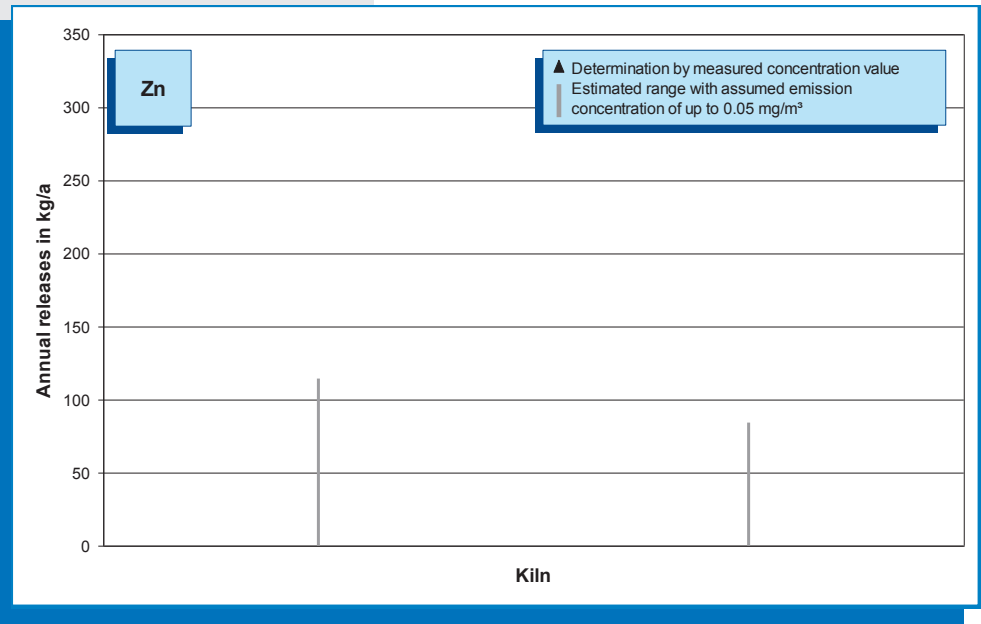 350
Zn
Determination by measured concentration value
Estimated range with assumed emission
concentration of up to 0.05 mg/m³
300
250
200
150
100
50
0
Annual releases in kg/a
Kiln